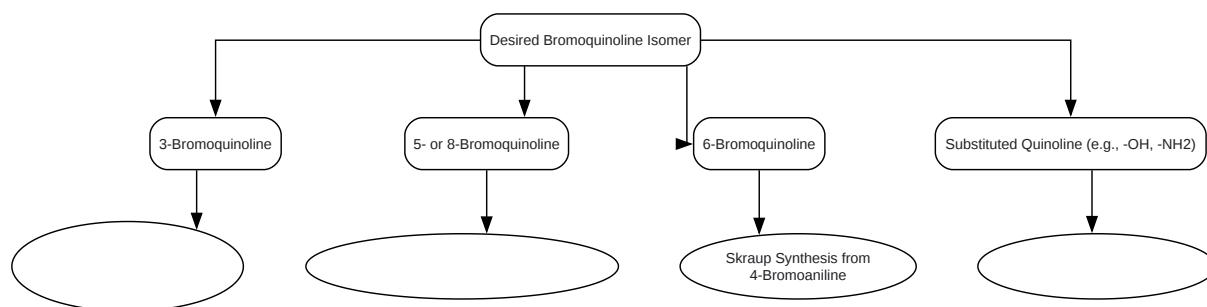 Desired Bromoquinoline Isomer
3-Bromoquinoline
5- or 8-Bromoquinoline
6-Bromoquinoline
Substituted Quinoline (e.g., -OH, -NH2)
Skraup Synthesis from
4-Bromoaniline